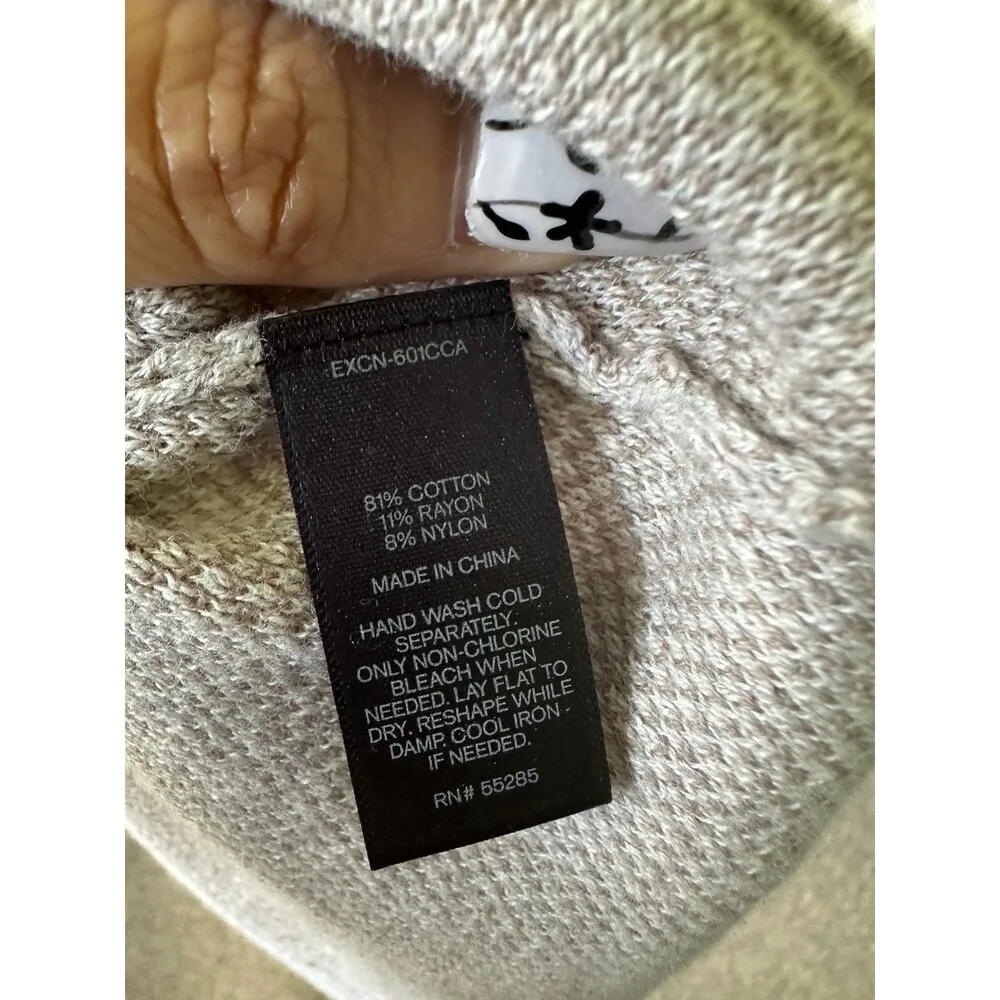 EXCN-601CCA
81% COTTON
11% RAYON
8% NYLON
MADE IN CHINA
HAND WASH COLD
SEPARATELY.
ONLY NON-CHLORINE
BLEACH WHEN
NEEDED. LAY FLAT TO
DRY. RESHAPE WHILE
DAMP. COOL IRON -
IF NEEDED.
RN# 55285